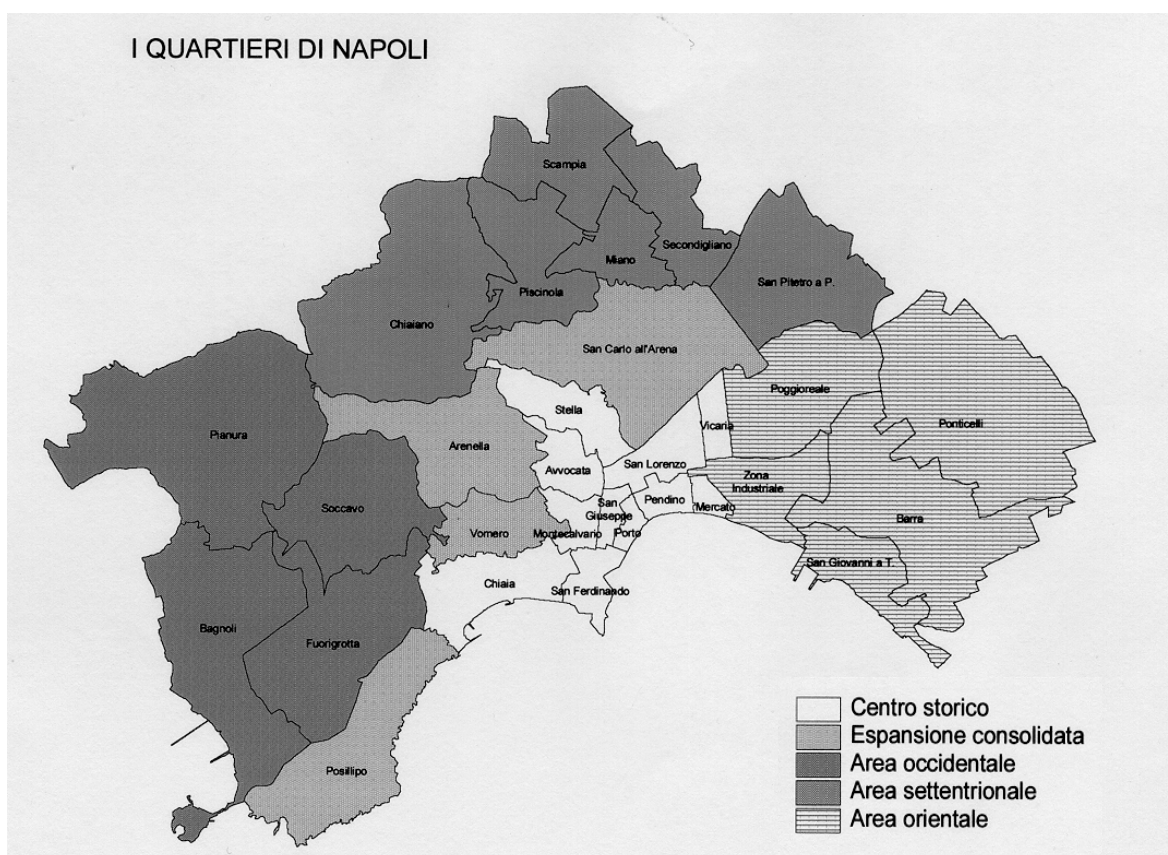 I QUARTIERI DI NAPOLI
Scampia
Secondigliano
Miano
San Pitetro a P.
Piscinola
Chiaiano
San Carlo all'Arena
Poggioreale
Stella
Vicaria
Ponticelli
Pianura
Arenella
San Lorenzo
Avvocata
Zona
Industriale
Pendino
San
Giuseppe
Mercato
Soccavo
Barra
Vomero
Montecalvario
Porto
San Giovanni a T.
Chiaia
San Ferdinando
Bagnoli
Fuorigrotta
Posillipo
Centro storico
Espansione consolidata
Area occidentale
Area settentrionale
Area orientale